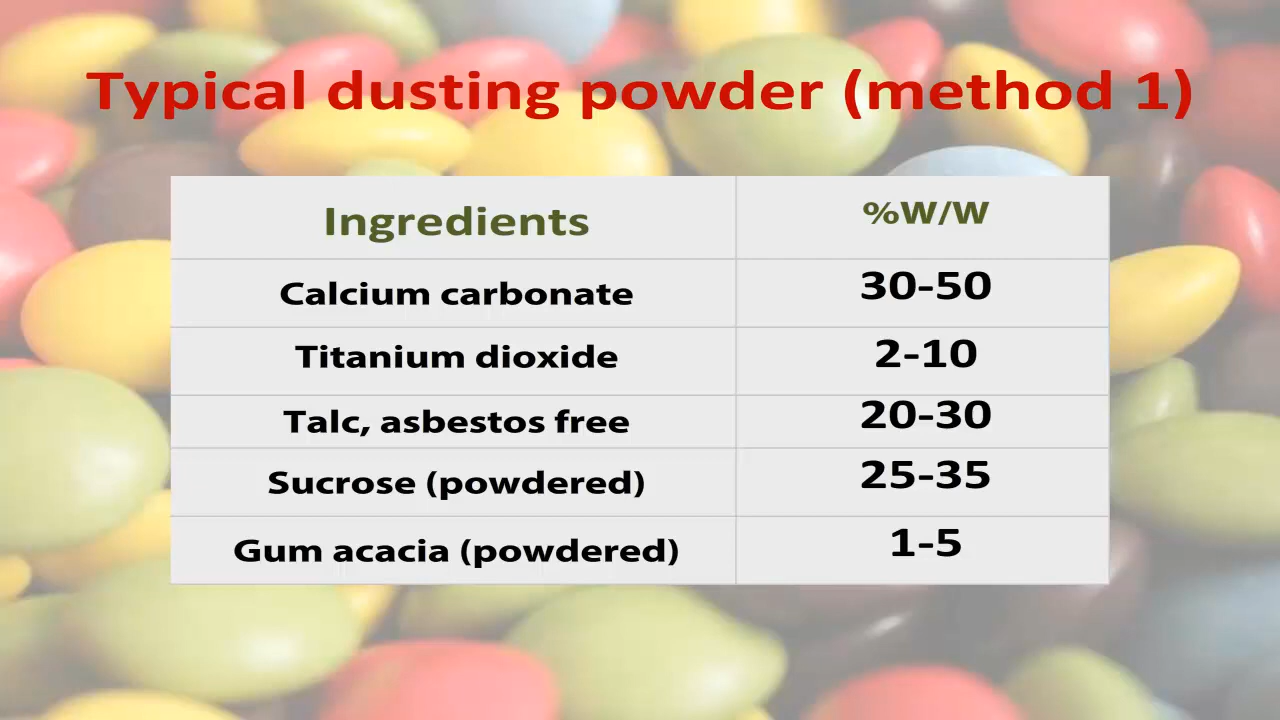 Typical dusting powder (method 1)
Ingredients %W/W
Calcium carbonate 30-50
Titanium dioxide 2-10
Talc, asbestos free 20-30
Sucrose (powdered) 25-35
Gum acacia (powdered) 1-5